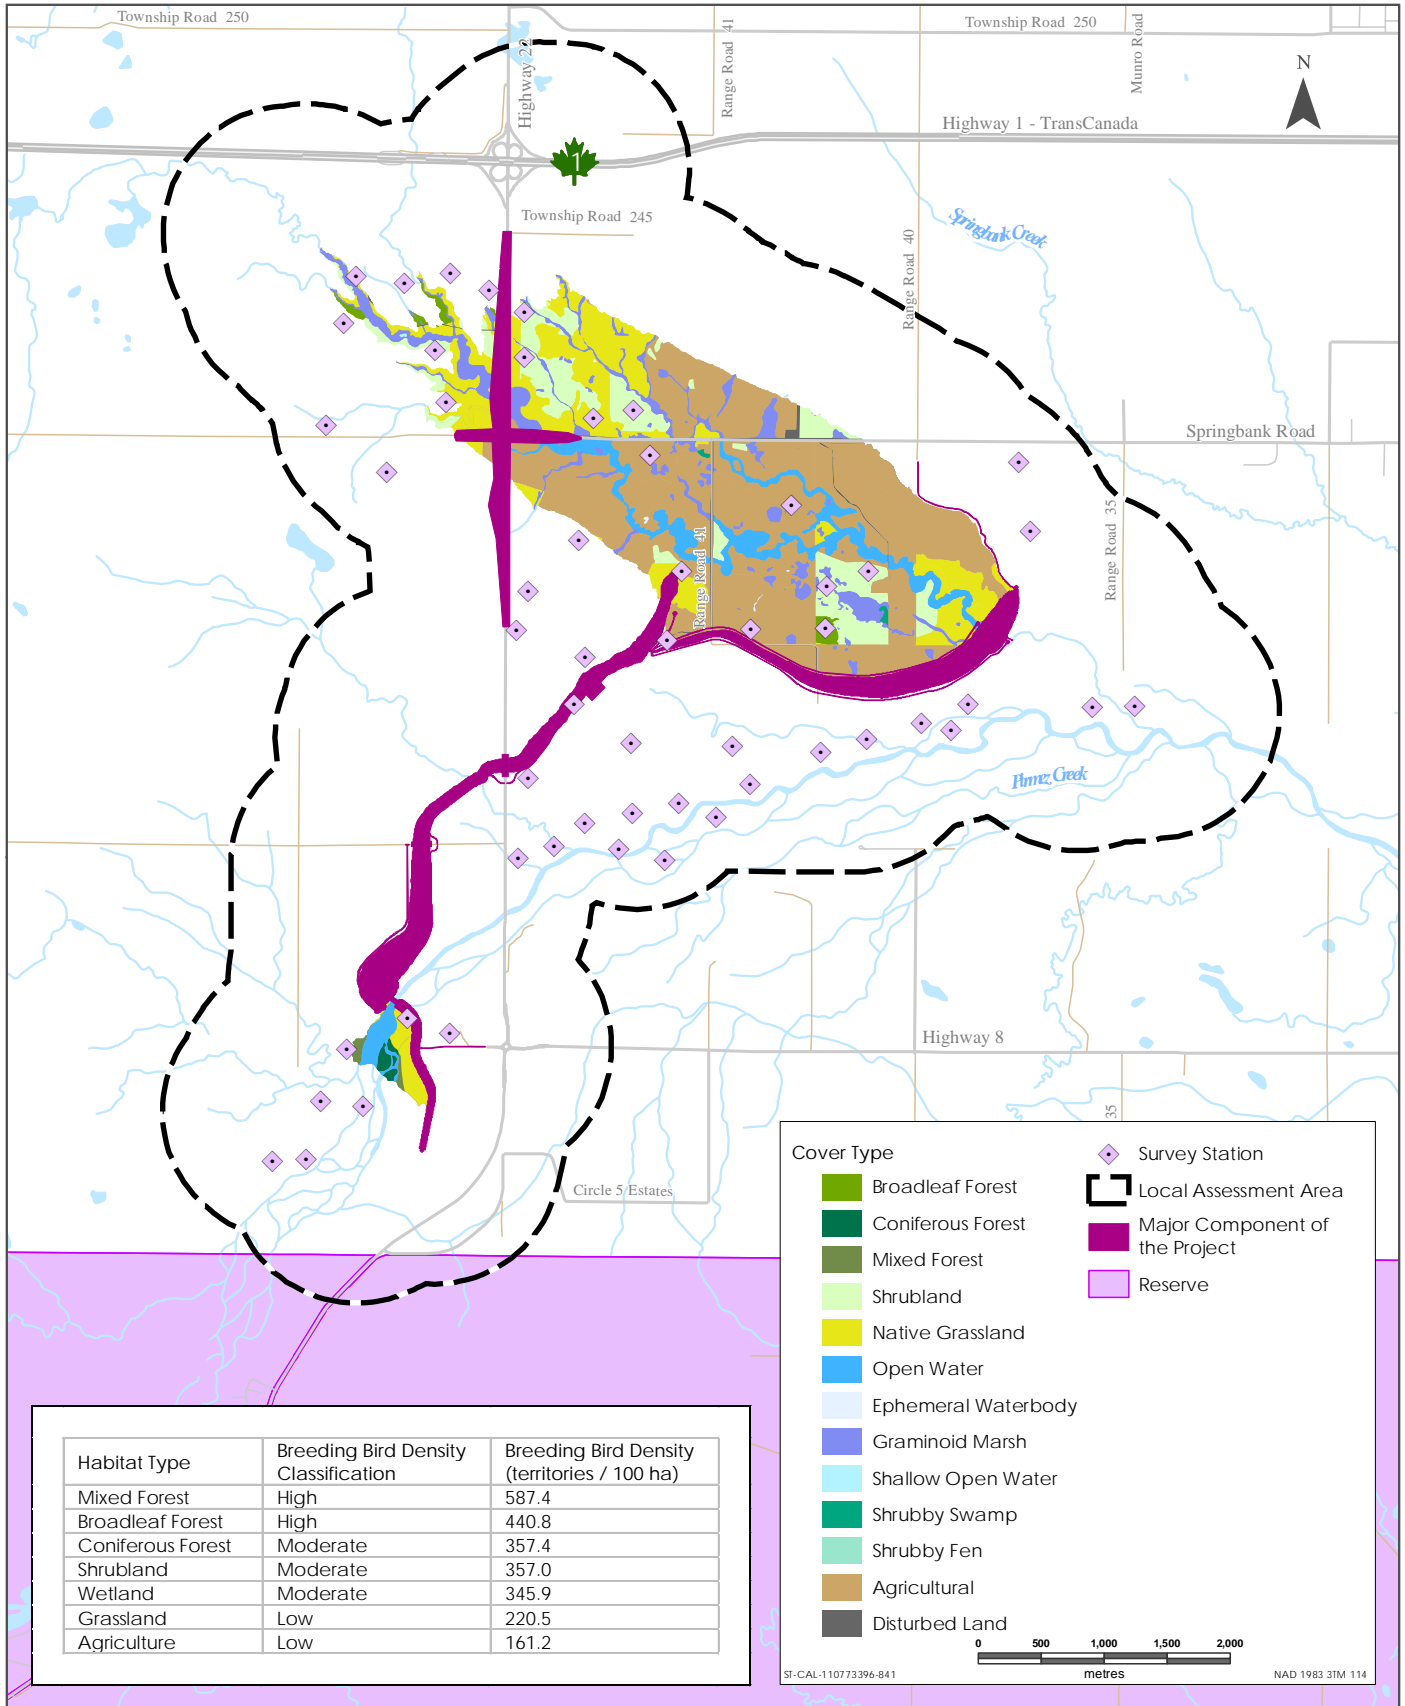 Township Road 250
Township Road 250
Highway 22
Range Road 41
Munro Road
N
Highway 1 - TransCanada
1
Township Road 245
Springbank Creek
Range Road 40
Springbank Road
Range Road 35
Range Road 41
Pirmez Creek
Highway 8
35
Circle 5 Estates
Cover Type
Broadleaf Forest
Coniferous Forest
Mixed Forest
Shrubland
Native Grassland
Open Water
Ephemeral Waterbody
Graminoid Marsh
Shallow Open Water
Shrubby Swamp
Shrubby Fen
Agricultural
Disturbed Land
Survey Station
Local Assessment Area
Major Component of
the Project
Reserve
0 500 1,000 1,500 2,000
metres
ST-CAL-110773396-841
NAD 1983 3TM 114
Habitat Type Breeding Bird Density Classification Breeding Bird Density (territories / 100 ha)
Mixed Forest High 587.4
Broadleaf Forest High 440.8
Coniferous Forest Moderate 357.4
Shrubland Moderate 357.0
Wetland Moderate 345.9
Grassland Low 220.5
Agriculture Low 161.2